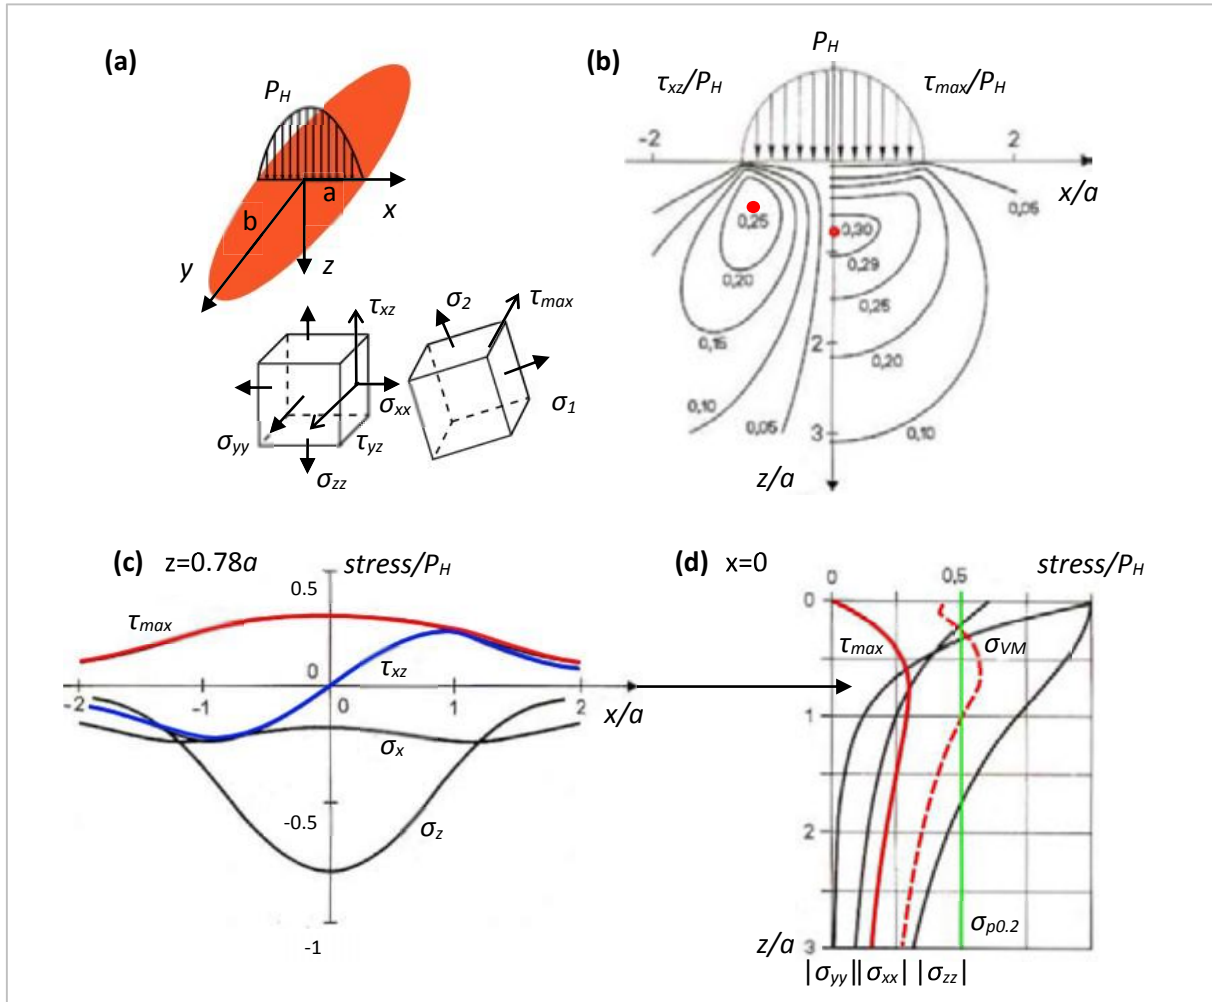 (a)
P_H
a
x
b
y
z
τ_xz
σ_2
τ_max
σ_xx
σ_1
σ_yy
τ_yz
σ_zz
(b)
P_H
τ_xz/P_H
τ_max/P_H
-2
2
x/a
0,05
0,25
0,30
0,20
0,29
0,25
0,15
2
0,20
0,10
0,05
3
0,10
z/a
(c) z=0.78a
0.5
stress/P_H
τ_max
0
τ_xz
-2
-1
0
1
2
x/a
σ_x
-0.5
σ_z
-1
(d) x=0
0
0,5
stress/P_H
0
τ_max
σ_VM
1
2
σ_p0.2
z/a
3
|σ_yy||σ_xx| |σ_zz|